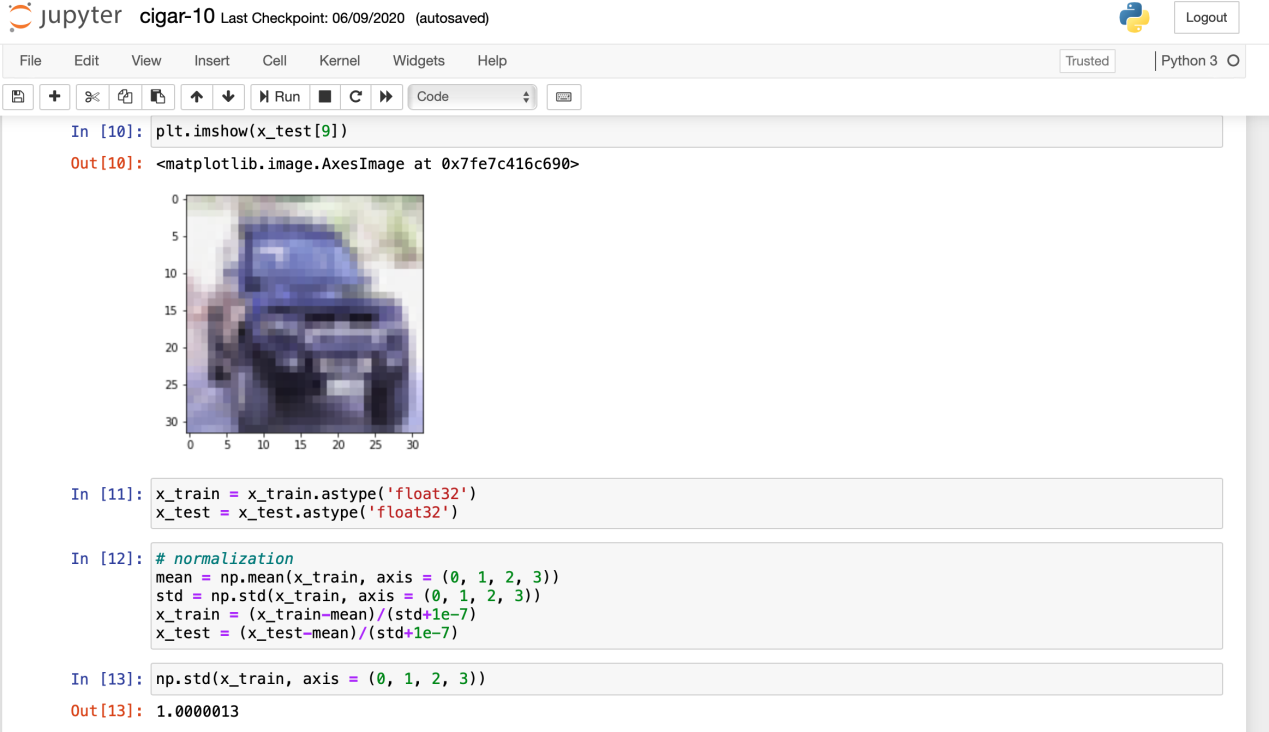 jupyter cigar-10 Last Checkpoint: 06/09/2020 (autosaved) Logout
File Edit View Insert Cell Kernel Widgets Help Trusted Python 3
Run Code
In [10]: plt.imshow(x_test[9])
Out[10]: <matplotlib.image.AxesImage at 0x7fe7c416c690>
0
5
10
15
20
25
30
0 5 10 15 20 25 30
In [11]: x_train = x_train.astype('float32')
x_test = x_test.astype('float32')
In [12]: # normalization
mean = np.mean(x_train, axis = (0, 1, 2, 3))
std = np.std(x_train, axis = (0, 1, 2, 3))
x_train = (x_train-mean)/(std+1e-7)
x_test = (x_test-mean)/(std+1e-7)
In [13]: np.std(x_train, axis = (0, 1, 2, 3))
Out[13]: 1.0000013